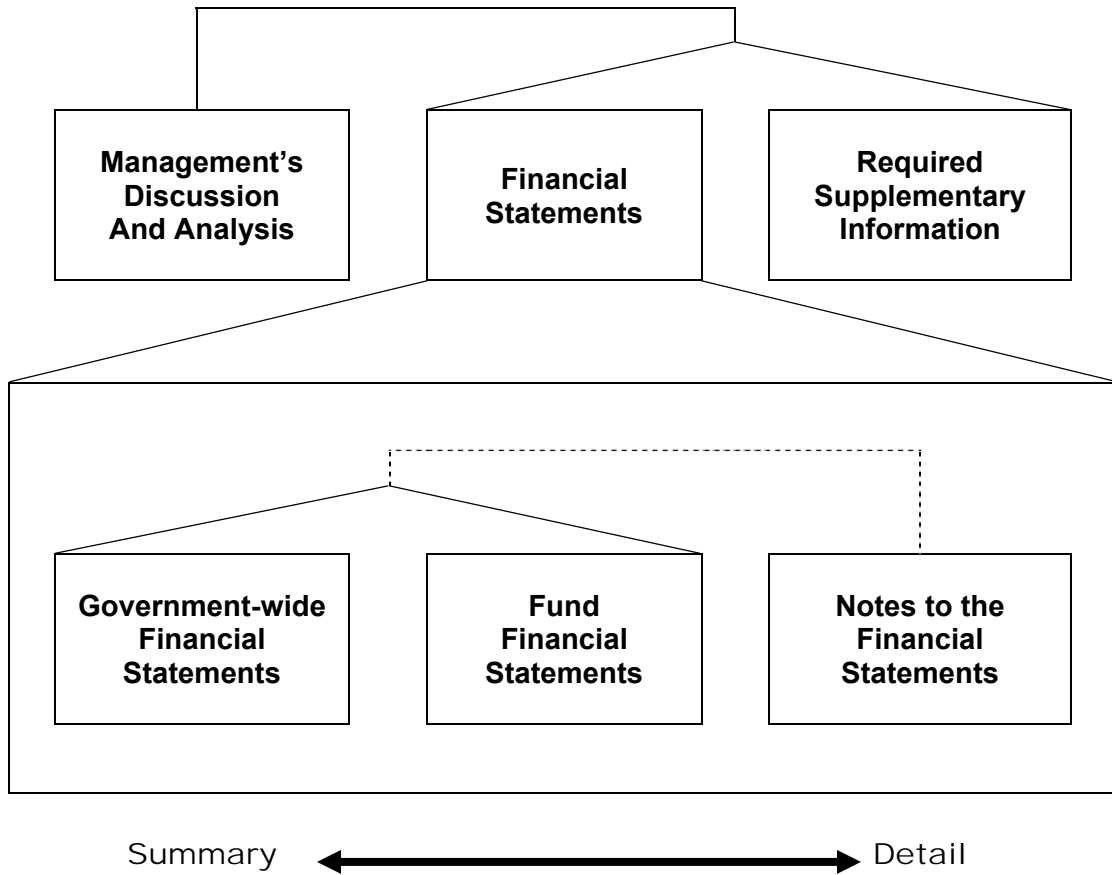 Management’s
Discussion
And Analysis
Financial
Statements
Required
Supplementary
Information
Government-wide
Financial
Statements
Fund
Financial
Statements
Notes to the
Financial
Statements
Summary
Detail